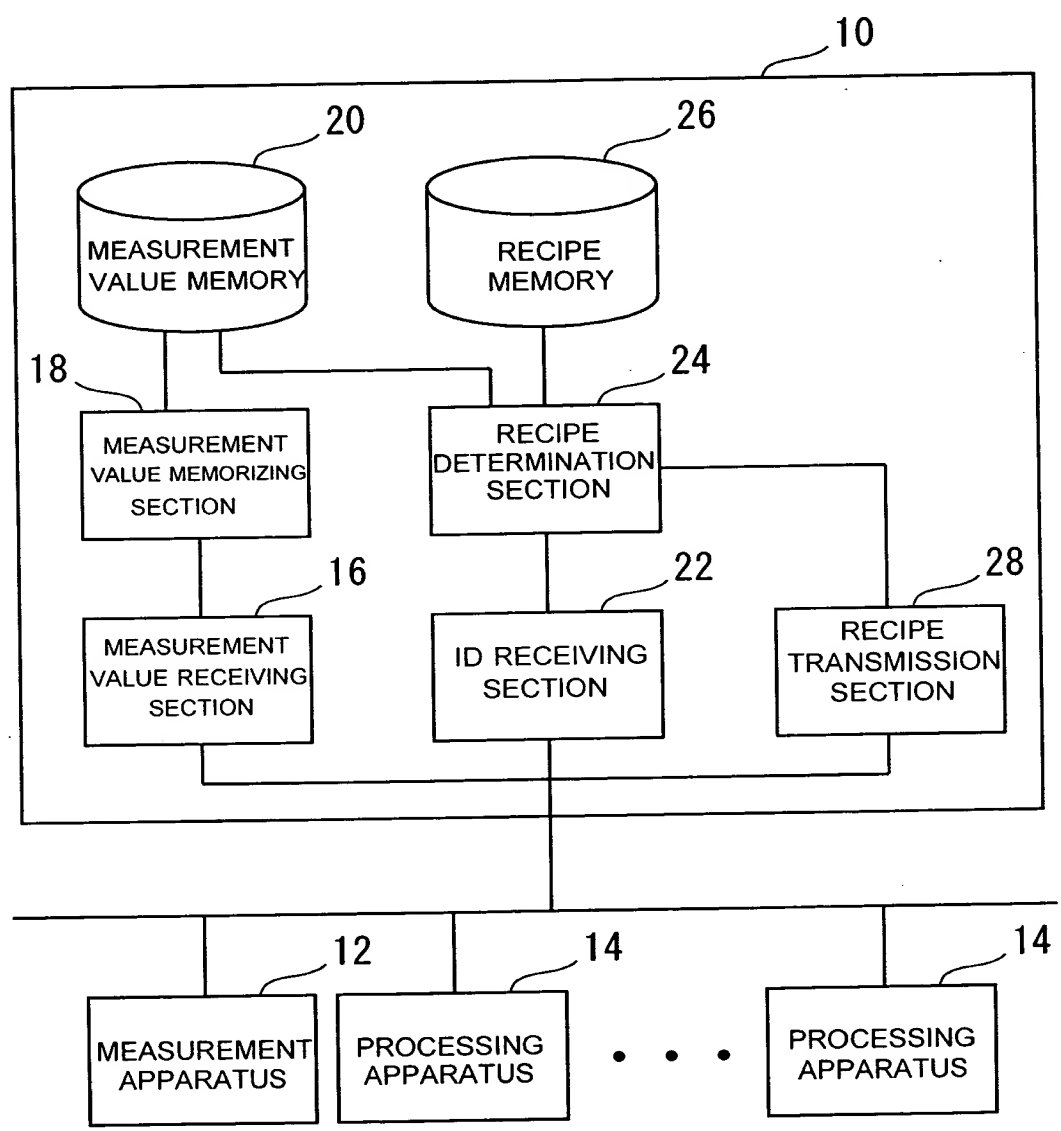 10
20
26
MEASUREMENT
VALUE MEMORY
RECIPE
MEMORY
18
24
MEASUREMENT
VALUE MEMORIZING
SECTION
RECIPE
DETERMINATION
SECTION
16
22
28
MEASUREMENT
VALUE RECEIVING
SECTION
ID RECEIVING
SECTION
RECIPE
TRANSMISSION
SECTION
12
14
14
MEASUREMENT
APPARATUS
PROCESSING
APPARATUS
PROCESSING
APPARATUS